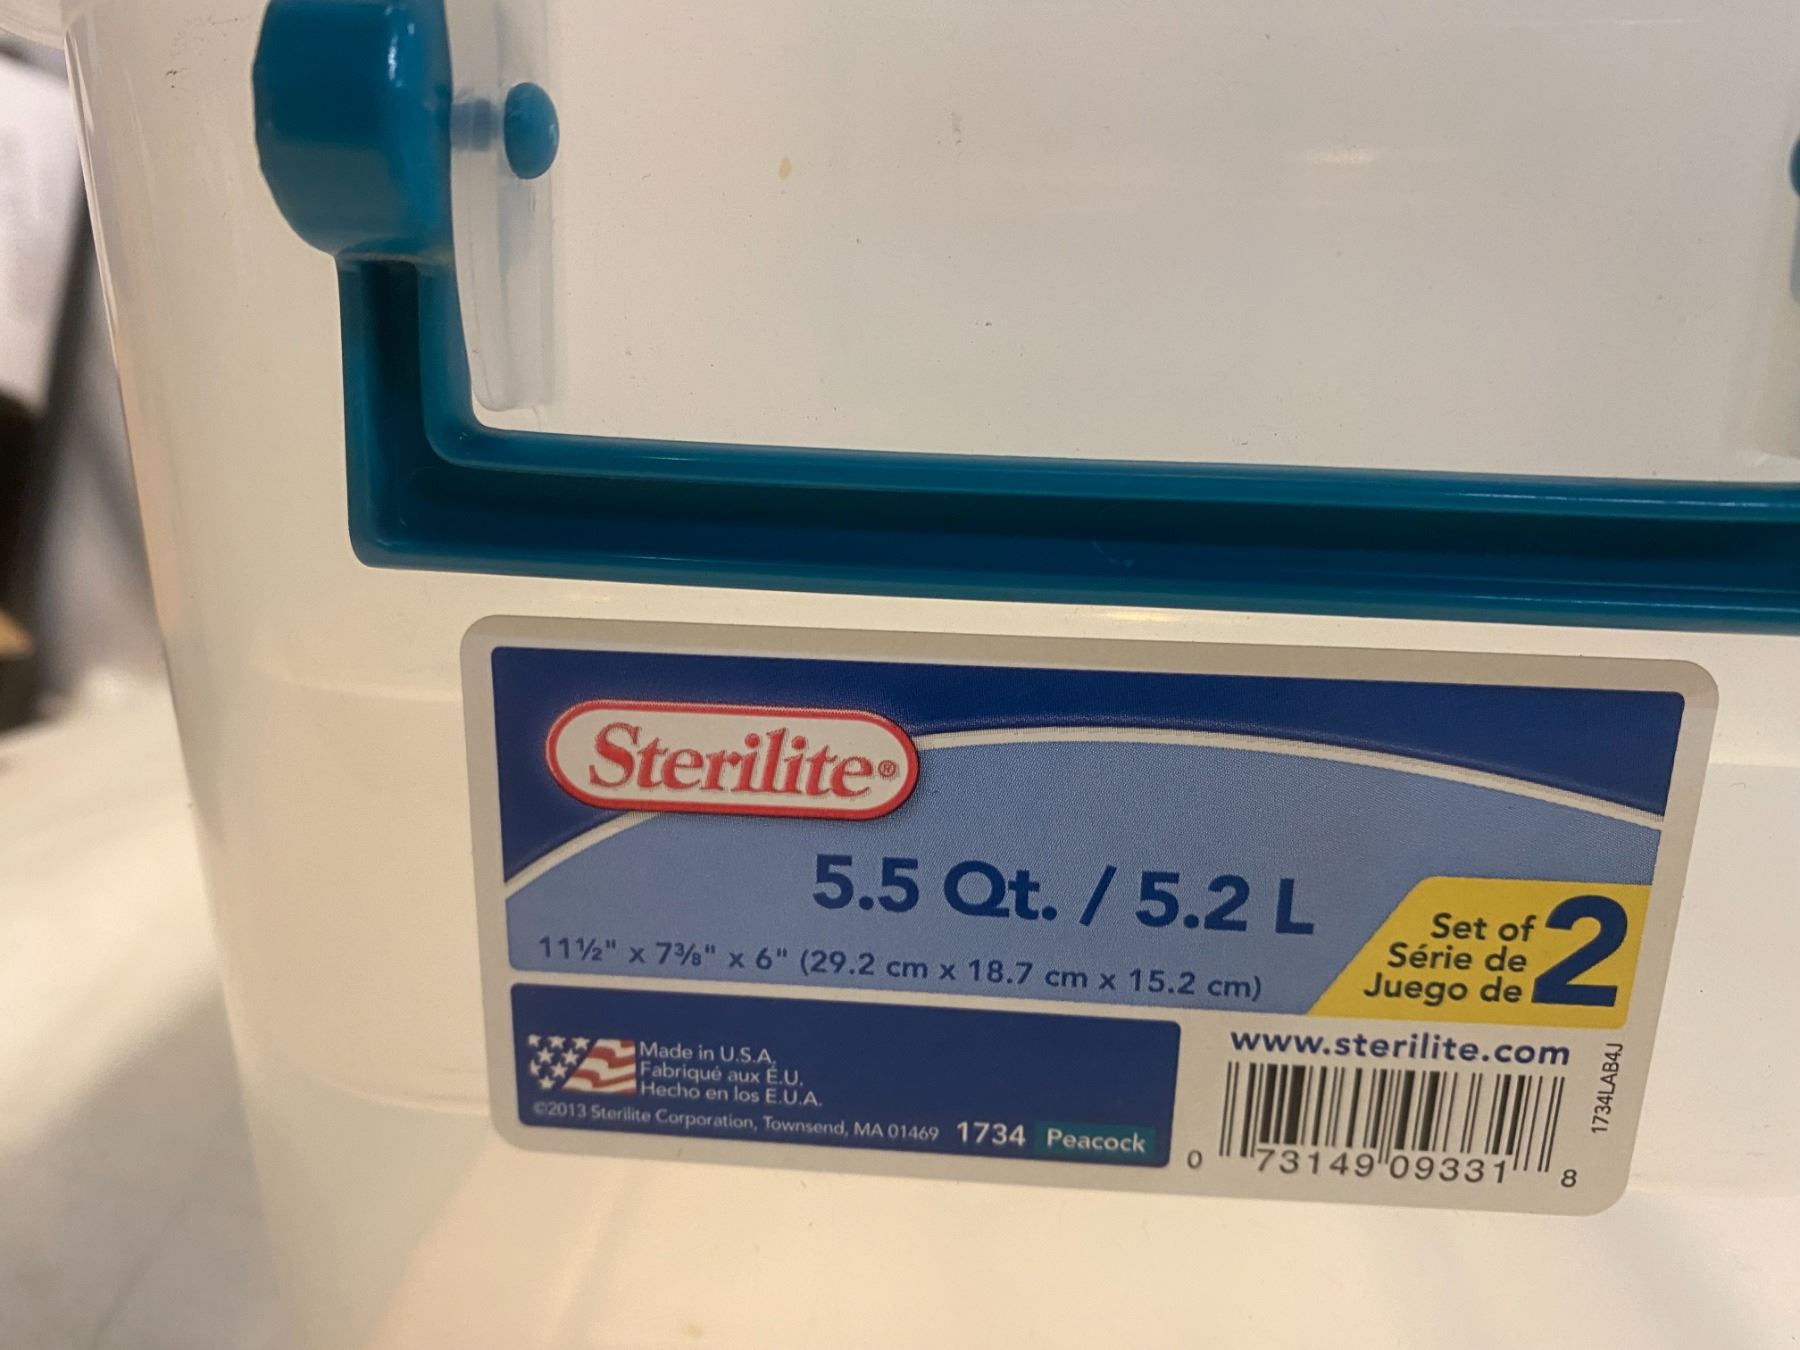 Sterilite®
5.5 Qt. / 5.2 L
11½" x 7⅜" x 6" (29.2 cm x 18.7 cm x 15.2 cm)
Set of
Série de
Juego de
2
Made in U.S.A.
Fabriqué aux É.U.
Hecho en los E.U.A.
©2013 Sterilite Corporation, Townsend, MA 01469 1734 Peacock
www.sterilite.com
0 73149 09331 8
1734LAB4J